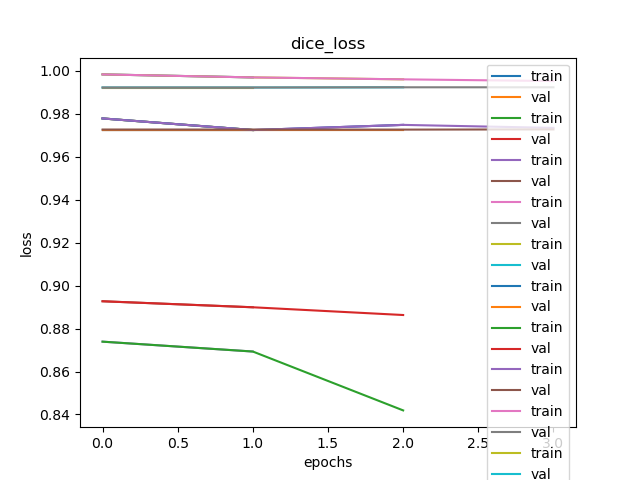 dice_loss
1.00
0.98
0.96
0.94
0.92
0.90
0.88
0.86
0.84
loss
0.0 0.5 1.0 1.5 2.0 2.5 3.0
epochs
train
val
train
val
train
val
train
val
train
val
train
val
train
val
train
val
train
val
train
val